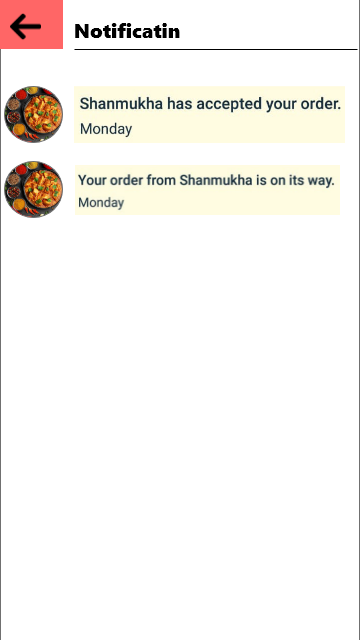 Notificatin
Shanmukha has accepted your order.
Monday
Your order from Shanmukha is on its way.
Monday